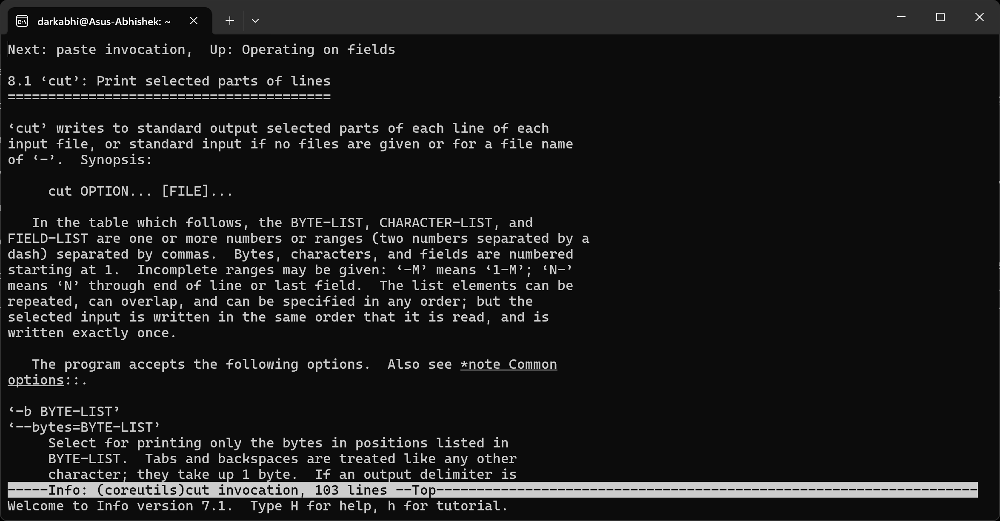 darkabhi@Asus-Abhishek: ~
Next: paste invocation,  Up: Operating on fields
8.1 ‘cut’: Print selected parts of lines
========================================
‘cut’ writes to standard output selected parts of each line of each
input file, or standard input if no files are given or for a file name
of ‘-’.  Synopsis:
     cut OPTION... [FILE]...
   In the table which follows, the BYTE-LIST, CHARACTER-LIST, and
FIELD-LIST are one or more numbers or ranges (two numbers separated by a
dash) separated by commas.  Bytes, characters, and fields are numbered
starting at 1.  Incomplete ranges may be given: ‘-M’ means ‘1-M’; ‘N-’
means ‘N’ through end of line or last field.  The list elements can be
repeated, can overlap, and can be specified in any order; but the
selected input is written in the same order that it is read, and is
written exactly once.
   The program accepts the following options.  Also see *note Common
options::.
‘-b BYTE-LIST’
‘--bytes=BYTE-LIST’
     Select for printing only the bytes in positions listed in
     BYTE-LIST.  Tabs and backspaces are treated like any other
     character; they take up 1 byte.  If an output delimiter is
-----Info: (coreutils)cut invocation, 103 lines --Top-------------------------------------------------------------------
Welcome to Info version 7.1.  Type H for help, h for tutorial.